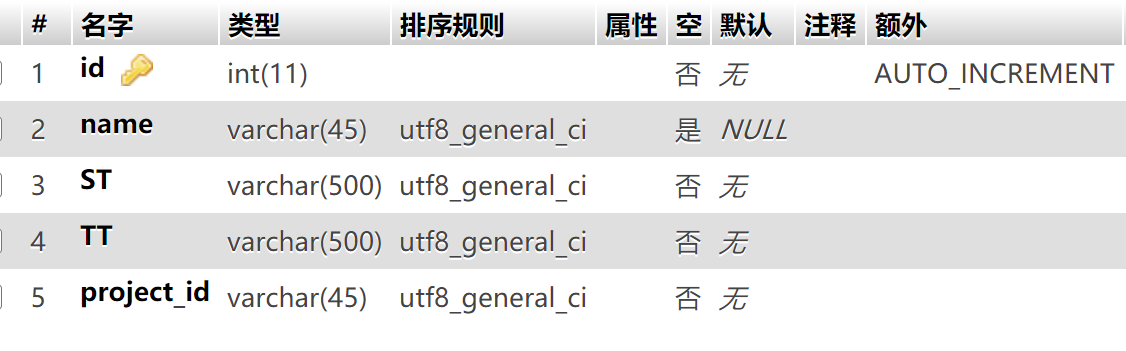 # 名字 类型 排序规则 属性 空 默认 注释 额外
1 id int(11) 否 无 AUTO_INCREMENT
2 name varchar(45) utf8_general_ci 是 NULL
3 ST varchar(500) utf8_general_ci 否 无
4 TT varchar(500) utf8_general_ci 否 无
5 project_id varchar(45) utf8_general_ci 否 无